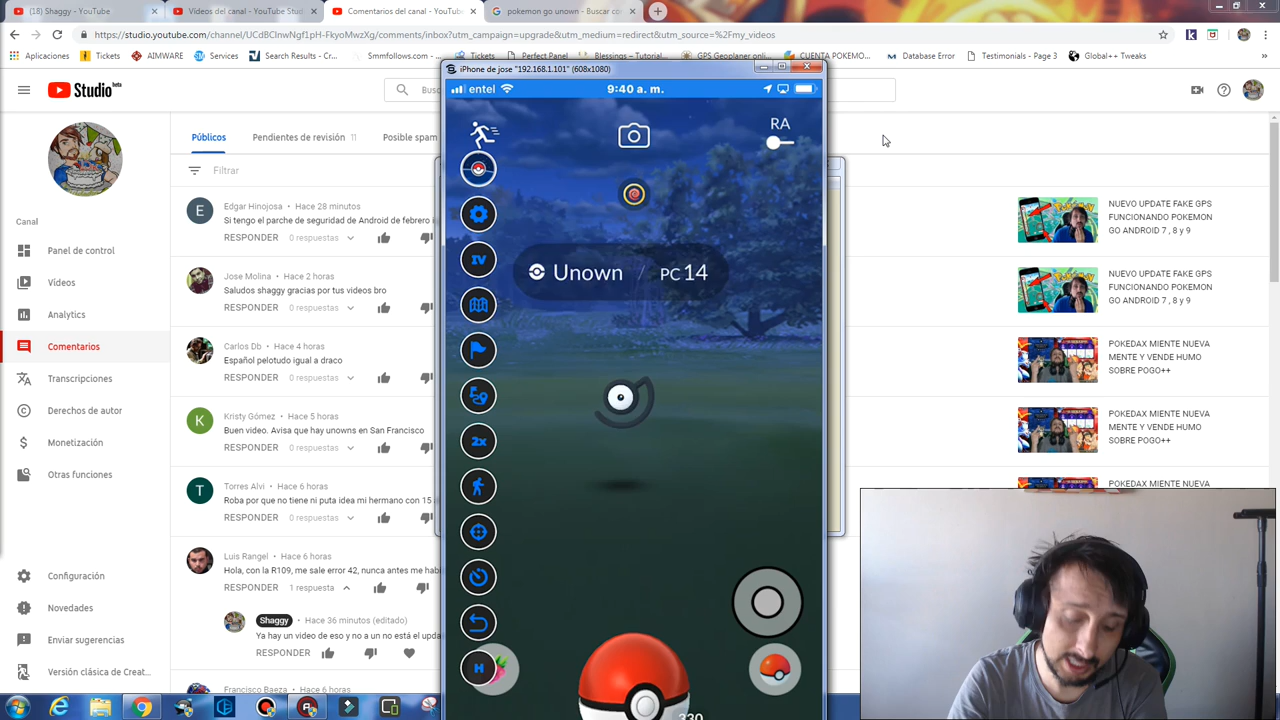 (18) Shaggy - YouTube
Vídeos del canal - YouTube Stud
Comentarios del canal - YouTube
pokemon go unown - Buscar co
https://studio.youtube.com/channel/UCdBClnwNgf1pH-FkyoMwzXg/comments/inbox?utm_campaign=upgrade&utm_medium=redirect&utm_source=%2Fmy_videos
Aplicaciones
Tickets
AIMWARE
Services
Search Results - Cr...
Smmfollows.com - T...
Tickets
Perfect Panel
Blessings – Tutorial...
GPS Geoplaner onlin...
CUENTA POKEMO...
Database Error
Testimonials - Page 3
Global++ Tweaks
iPhone de jose "192.168.1.101" (608x1080)
Studio beta
Busc
entel
9:40 a. m.
RA
Canal
Panel de control
Vídeos
Analytics
Comentarios
Transcripciones
Derechos de autor
Monetización
Otras funciones
Configuración
Novedades
Enviar sugerencias
Versión clásica de Creat...
Públicos
Pendientes de revisión 11
Posible spam
Filtrar
Edgar Hinojosa • Hace 28 minutos
Si tengo el parche de seguridad de Android de febrero
RESPONDER 0 respuestas
Jose Molina • Hace 2 horas
Saludos shaggy gracias por tus videos bro
RESPONDER 0 respuestas
Carlos Db • Hace 4 horas
Español pelotudo igual a draco
RESPONDER 0 respuestas
Kristy Gómez • Hace 5 horas
Buen video. Avisa que hay unowns en San Francisco
RESPONDER 0 respuestas
Torres Alvi • Hace 6 horas
Roba por que no tiene ni puta idea mi hermano con 15 d
RESPONDER 0 respuestas
Luis Rangel • Hace 6 horas
Hola, con la R109, me sale error 42, nunca antes me hab
RESPONDER 1 respuesta
Shaggy • Hace 36 minutos (editado)
Ya hay un video de eso y no a un no está el upda
RESPONDER
Francisco Baeza • Hace 6 horas
Unown / PC 14
IV
2x
H
330
NUEVO UPDATE FAKE GPS
FUNCIONANDO POKEMON
GO ANDROID 7 , 8 y 9
NUEVO UPDATE FAKE GPS
FUNCIONANDO POKEMON
GO ANDROID 7 , 8 y 9
POKEDAX MIENTE NUEVA
MENTE Y VENDE HUMO
SOBRE POGO++
POKEDAX MIENTE NUEVA
MENTE Y VENDE HUMO
SOBRE POGO++
POKEDAX MIENTE NUEVA